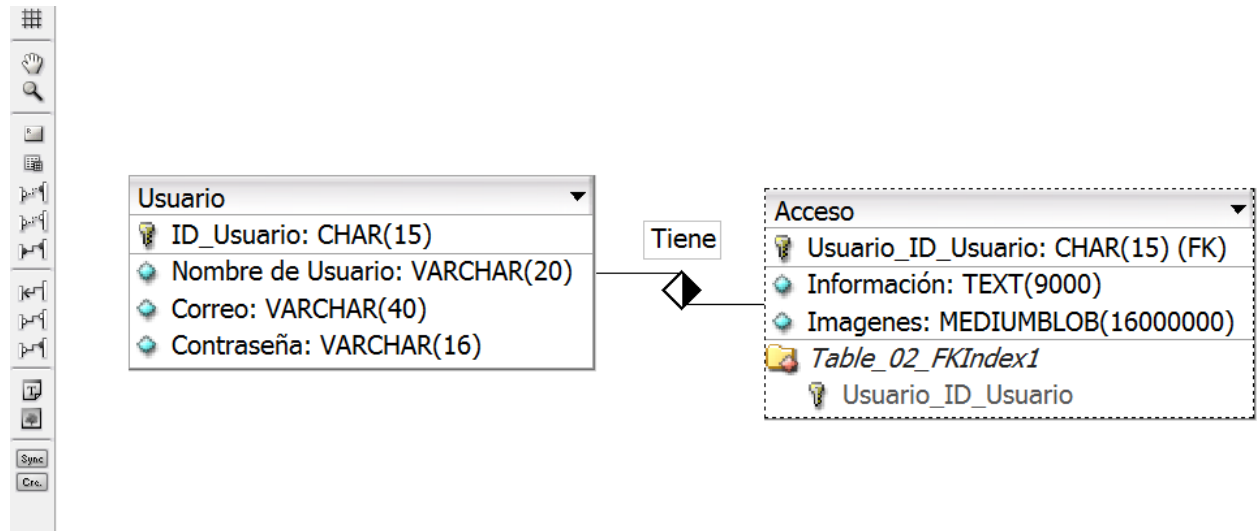 Usuario
ID_Usuario: CHAR(15)
Nombre de Usuario: VARCHAR(20)
Correo: VARCHAR(40)
Contraseña: VARCHAR(16)
Tiene
Acceso
Usuario_ID_Usuario: CHAR(15) (FK)
Información: TEXT(9000)
Imagenes: MEDIUMBLOB(16000000)
Table_02_FKIndex1
Usuario_ID_Usuario
Sync
Cre.